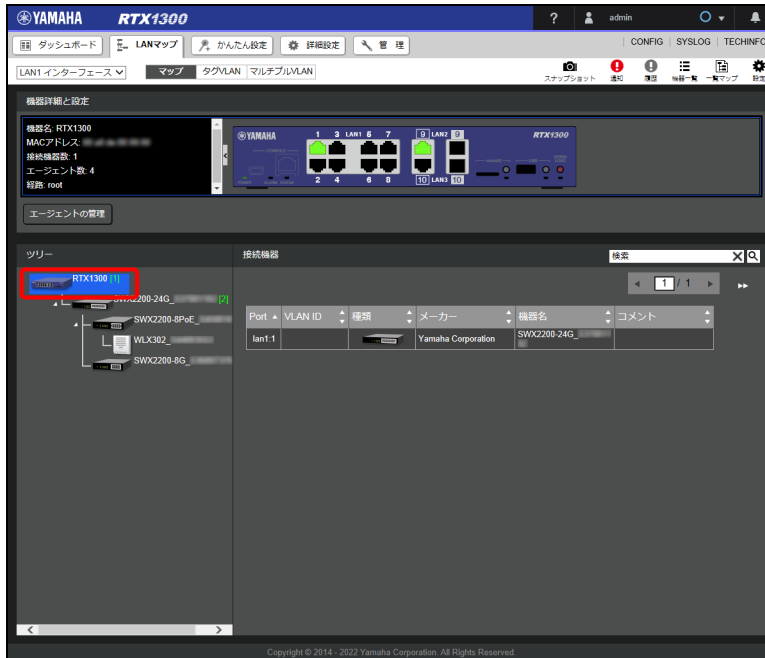 YAMAHA RTX1300 ? admin
ダッシュボード LANマップ かんたん設定 詳細設定 管 理 CONFIG SYSLOG TECHINFO
LAN1 インターフェース マップ タグVLAN マルチプルVLAN スナップショット 通知 履歴 機器一覧 一覧マップ 設定
機器詳細と設定
機器名: RTX1300
MACアドレス:
接続機器数: 1
エージェント数: 4
経路: root
YAMAHA 1 3 LAN1 5 7 9 LAN2 9 RTX1300
2 4 6 8 10 LAN3 10
エージェントの管理
ツリー
RTX1300 [1]
SWX2200-24G_ [2]
SWX2200-8PoE_
WLX302_
SWX2200-8G_
接続機器 検索
1 / 1
Port VLAN ID 種類 メーカー 機器名 コメント
lan1:1 Yamaha Corporation SWX2200-24G_
Copyright © 2014 - 2022 Yamaha Corporation. All Rights Reserved.